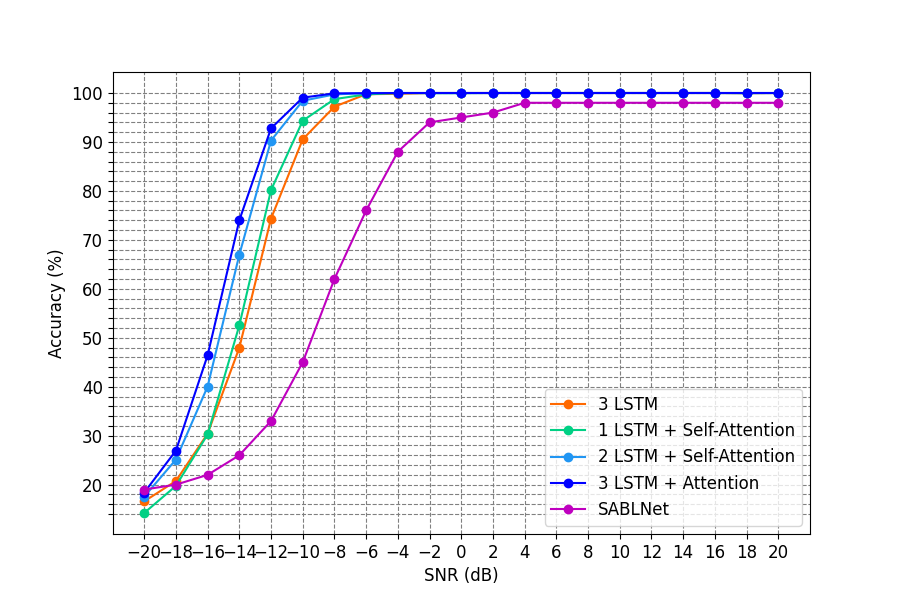 100
90
80
70
60
50
40
30
20
Accuracy (%)
3 LSTM
1 LSTM + Self-Attention
2 LSTM + Self-Attention
3 LSTM + Attention
SABLNet
−20 −18 −16 −14 −12 −10 −8 −6 −4 −2 0 2 4 6 8 10 12 14 16 18 20
SNR (dB)